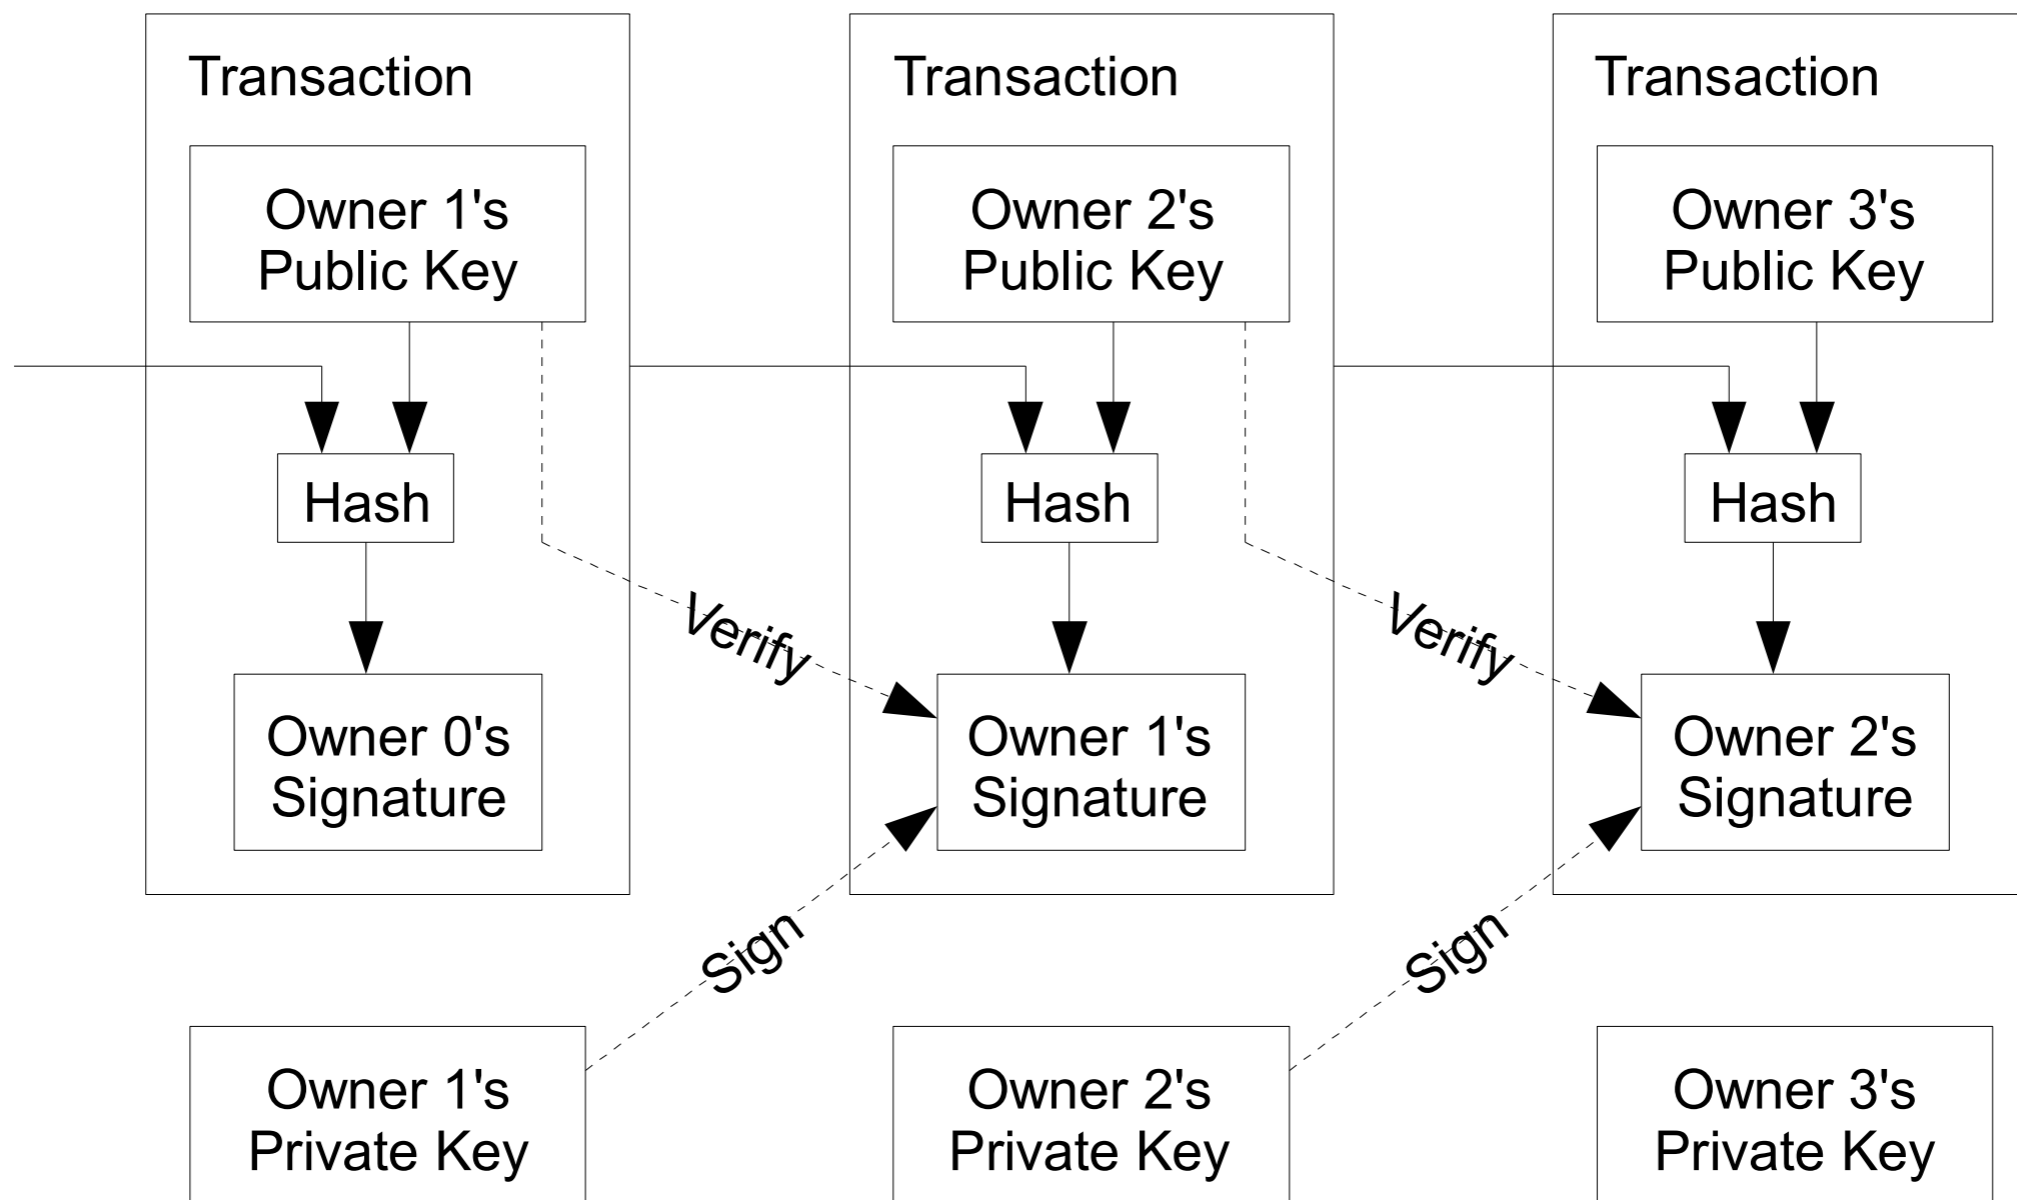 Transaction
Transaction
Transaction
Owner 1's
Public Key
Owner 2's
Public Key
Owner 3's
Public Key
Hash
Hash
Hash
Verify
Verify
Owner 0's
Signature
Owner 1's
Signature
Owner 2's
Signature
Sign
Sign
Owner 1's
Private Key
Owner 2's
Private Key
Owner 3's
Private Key